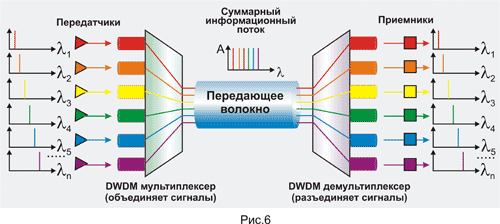 Передатчики
Суммарный
информационный
поток
Приемники
A
λ
λ1
λ2
λ3
λ4
λ5
λn
Передающее
волокно
λ1
λ2
λ3
λ4
λ5
λn
DWDM мультиплексер
(объединяет сигналы)
DWDM демультиплексер
(разъединяет сигналы)
Рис.6